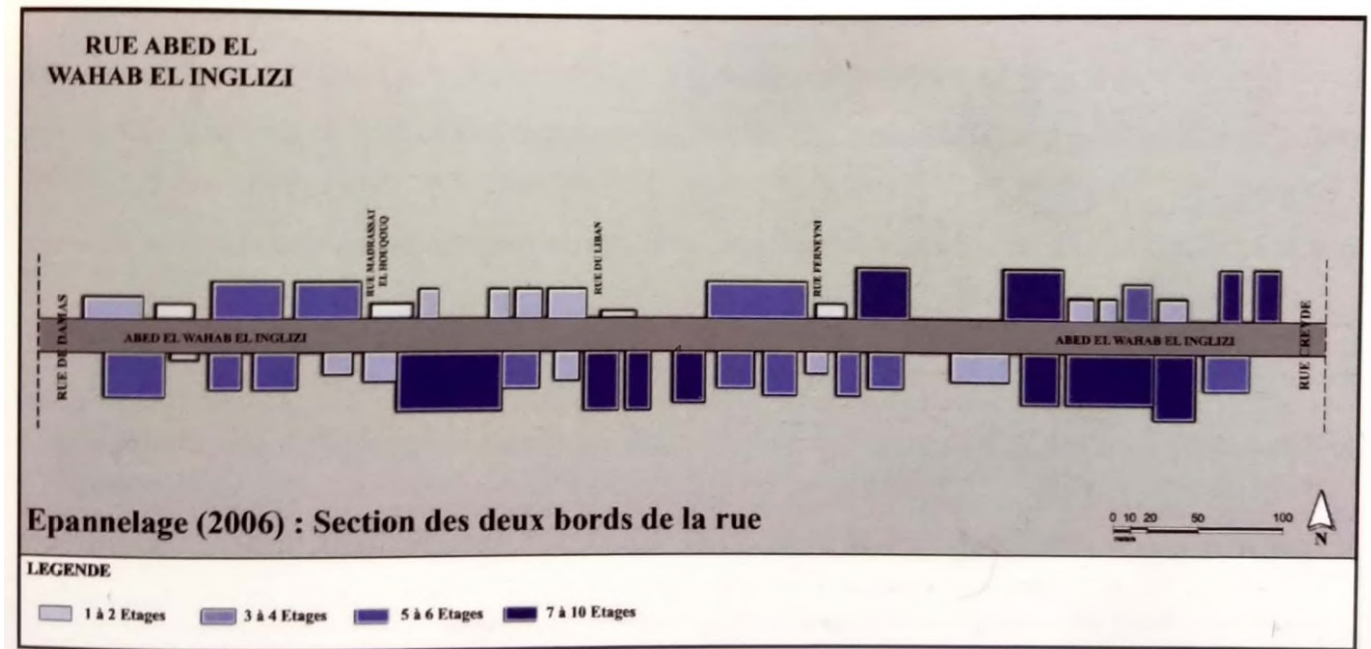 RUE ABED EL
WAHAB EL INGLIZI
RUE MADRASSAT
EL HOUQOUQ
RUE DU LIBAN
RUE FERNEYNI
RUE DE DAMAS
ABED EL WAHAB EL INGLIZI
ABED EL WAHAB EL INGLIZI
RUE CREYDE
Epannelage (2006) : Section des deux bords de la rue
0 10 20 50 100
N
LEGENDE
1 à 2 Etages
3 à 4 Etages
5 à 6 Etages
7 à 10 Etages